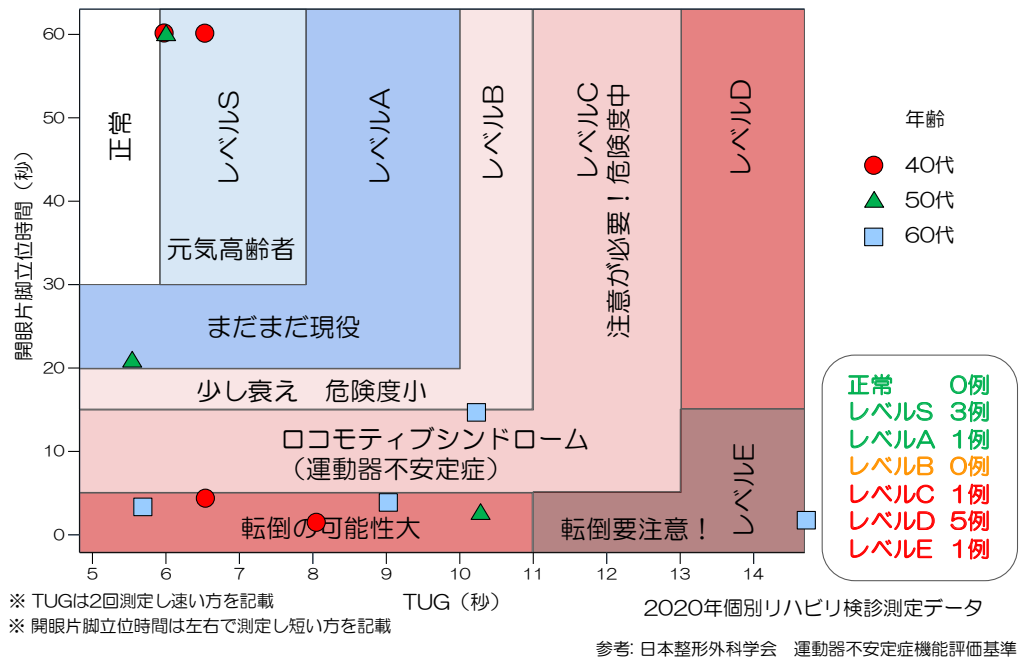 60
50
40
30
20
10
0
開眼片脚立位時間（秒）
正常
レベルS
レベルA
レベルB
レベルC
注意が必要！危険度中
レベルD
元気高齢者
まだまだ現役
少し衰え　危険度小
ロコモティブシンドローム
（運動器不安定症）
転倒の可能性大
転倒要注意！
レベルE
5
6
7
8
9
10
11
12
13
14
TUG（秒）
年齢
40代
50代
60代
正常　0例
レベルS 3例
レベルA 1例
レベルB 0例
レベルC 1例
レベルD 5例
レベルE 1例
※ TUGは2回測定し速い方を記載
※ 開眼片脚立位時間は左右で測定し短い方を記載
2020年個別リハビリ検診測定データ
参考: 日本整形外科学会　運動器不安定症機能評価基準